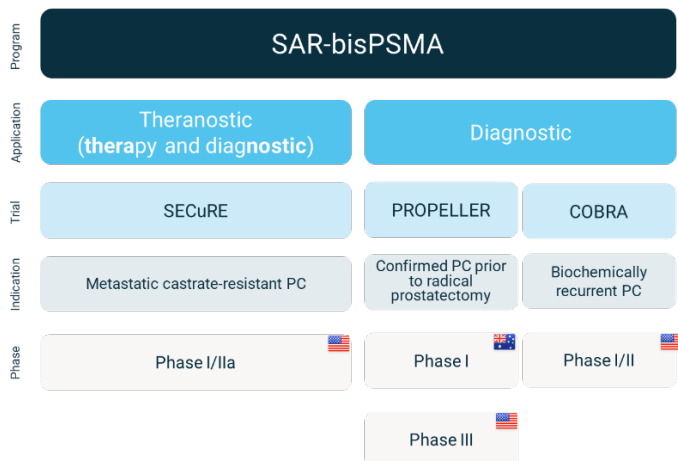 Program
SAR-bisPSMA
Application
Theranostic
(therapy and diagnostic)
Diagnostic
Trial
SECuRE
PROPELLER
COBRA
Indication
Metastatic castrate-resistant PC
Confirmed PC prior
to radical
prostatectomy
Biochemically
recurrent PC
Phase
Phase I/IIa
Phase I
Phase I/II
Phase III